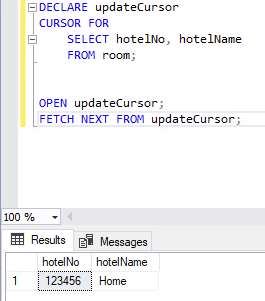 DECLARE updateCursor
CURSOR FOR
SELECT hotelNo, hotelName
FROM room;
OPEN updateCursor;
FETCH NEXT FROM updateCursor;
100 %
Results Messages
hotelNo hotelName
1 123456 Home